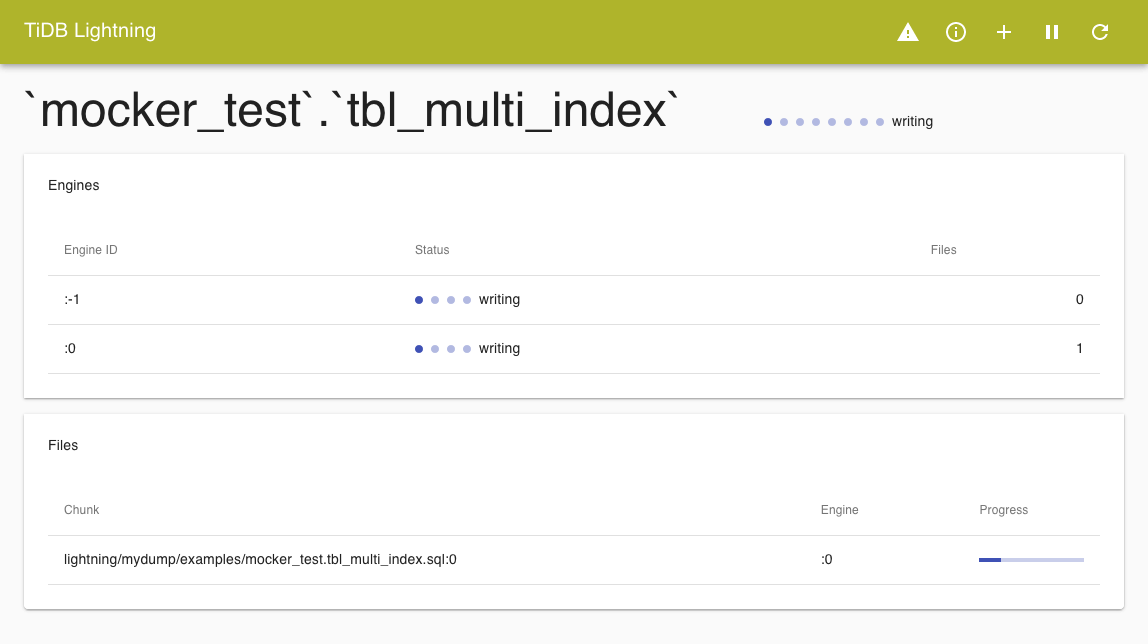 TiDB Lightning
`mocker_test`.`tbl_multi_index` writing
Engines
Engine ID Status Files
:-1 writing 0
:0 writing 1
Files
Chunk Engine Progress
lightning/mydump/examples/mocker_test.tbl_multi_index.sql:0 :0